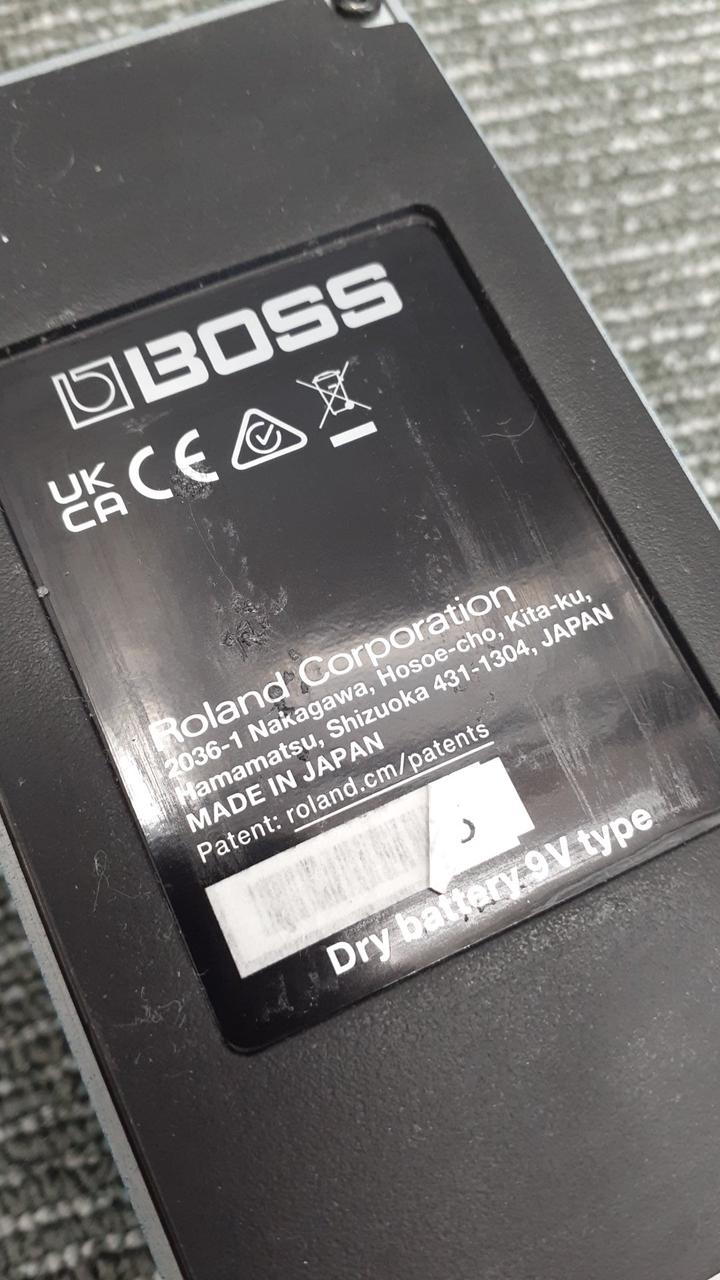 BOSS
UK
CA CE
Roland Corporation
2036-1 Nakagawa, Hosoe-cho, Kita-ku,
Hamamatsu, Shizuoka 431-1304, JAPAN
MADE IN JAPAN
Patent: roland.cm/patents
Dry battery 9V type